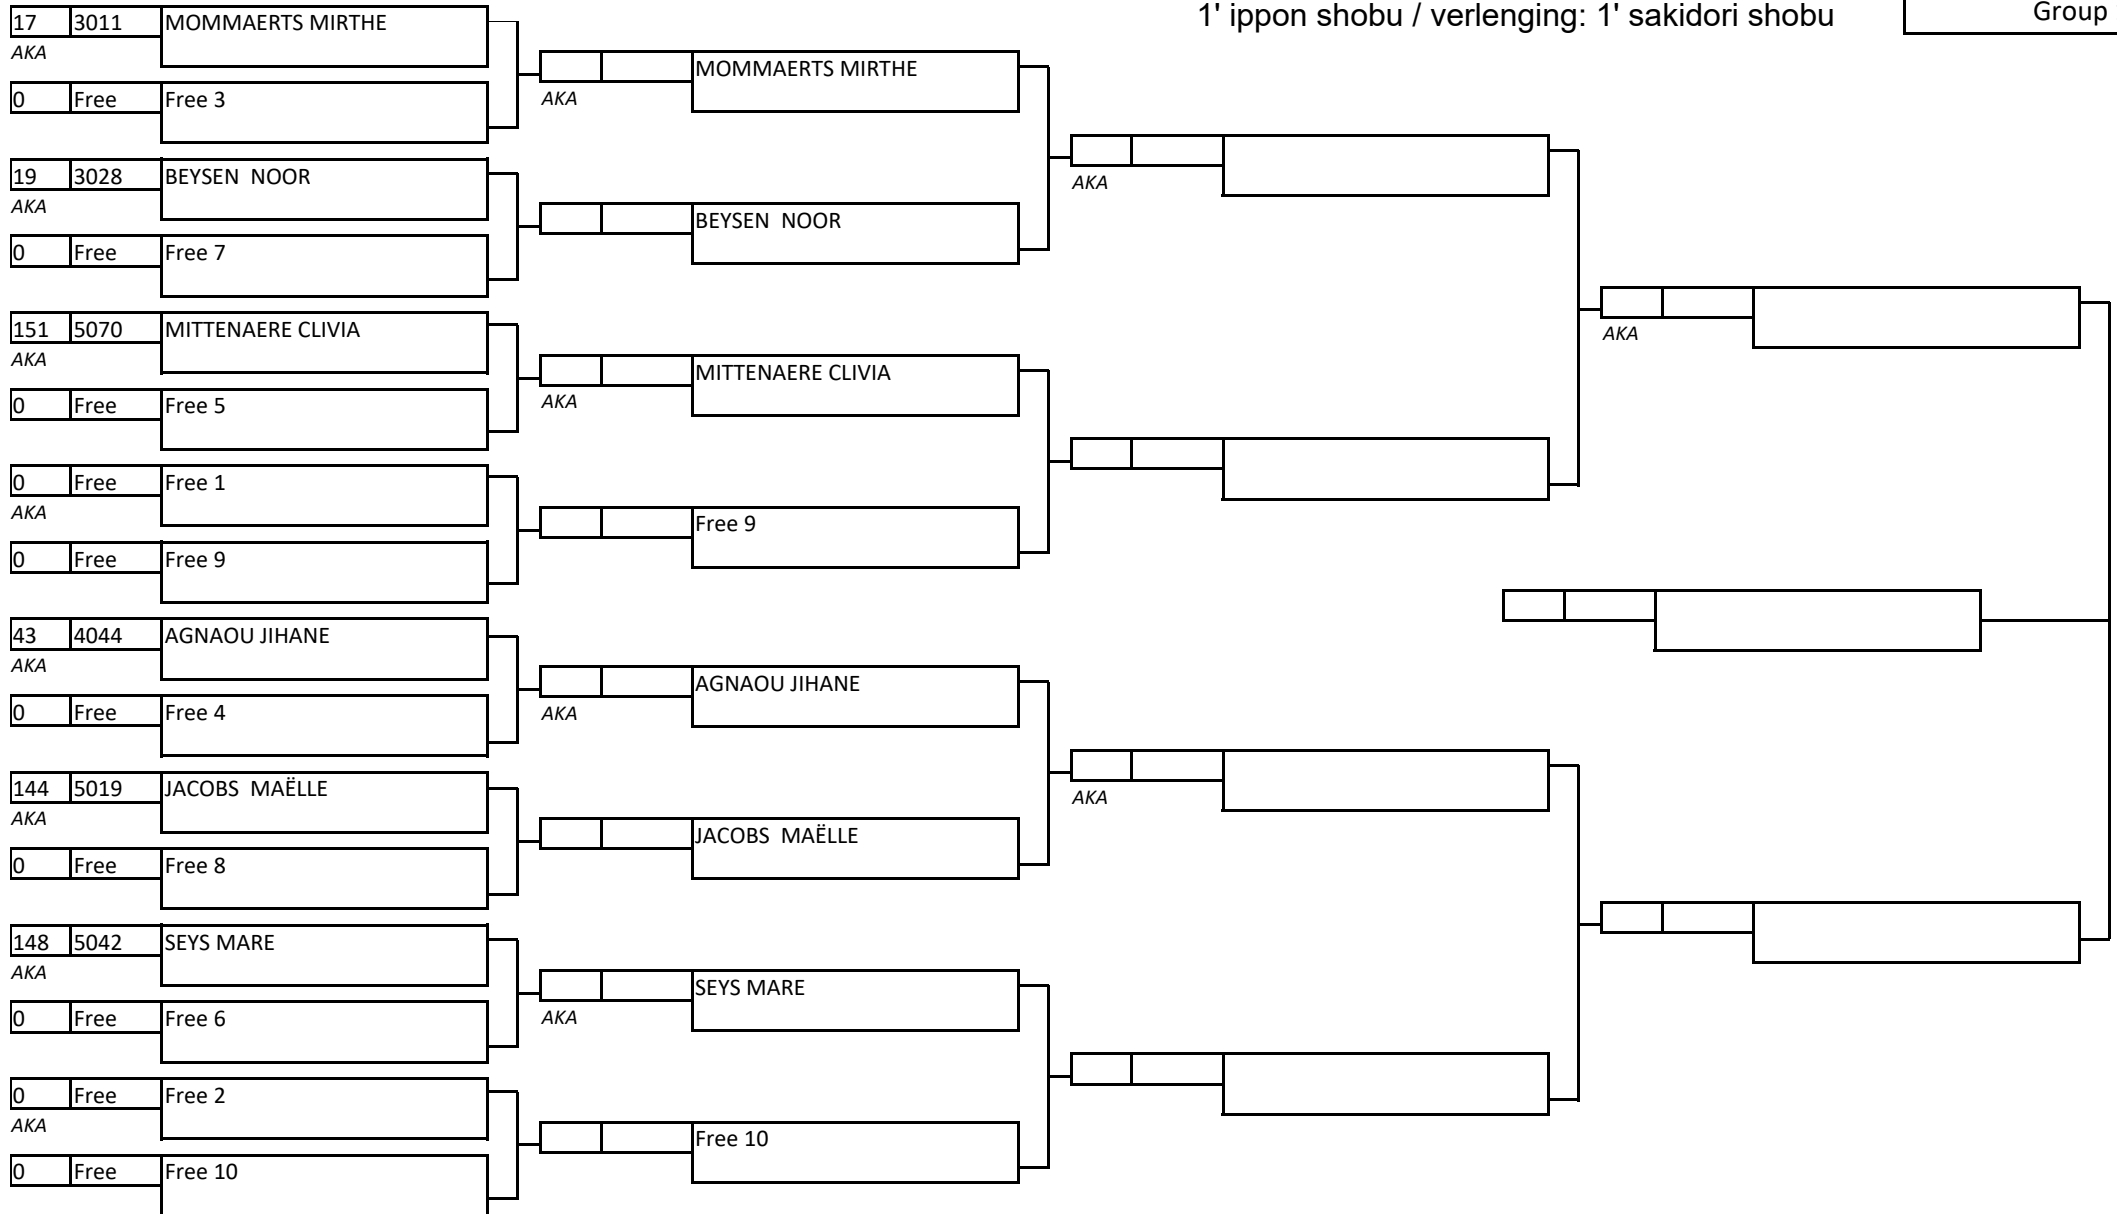 1' ippon shobu / verlenging: 1' sakidori shobu
Group
17 3011 MOMMAERTS MIRTHE
AKA
0 Free Free 3
19 3028 BEYSEN  NOOR
AKA
0 Free Free 7
151 5070 MITTENAERE CLIVIA
AKA
0 Free Free 5
0 Free Free 1
AKA
0 Free Free 9
43 4044 AGNAOU JIHANE
AKA
0 Free Free 4
144 5019 JACOBS  MAËLLE
AKA
0 Free Free 8
148 5042 SEYS MARE
AKA
0 Free Free 6
0 Free Free 2
AKA
0 Free Free 10
MOMMAERTS MIRTHE
AKA
BEYSEN  NOOR
MITTENAERE CLIVIA
AKA
Free 9
AGNAOU JIHANE
AKA
JACOBS  MAËLLE
SEYS MARE
AKA
Free 10
AKA
AKA
AKA